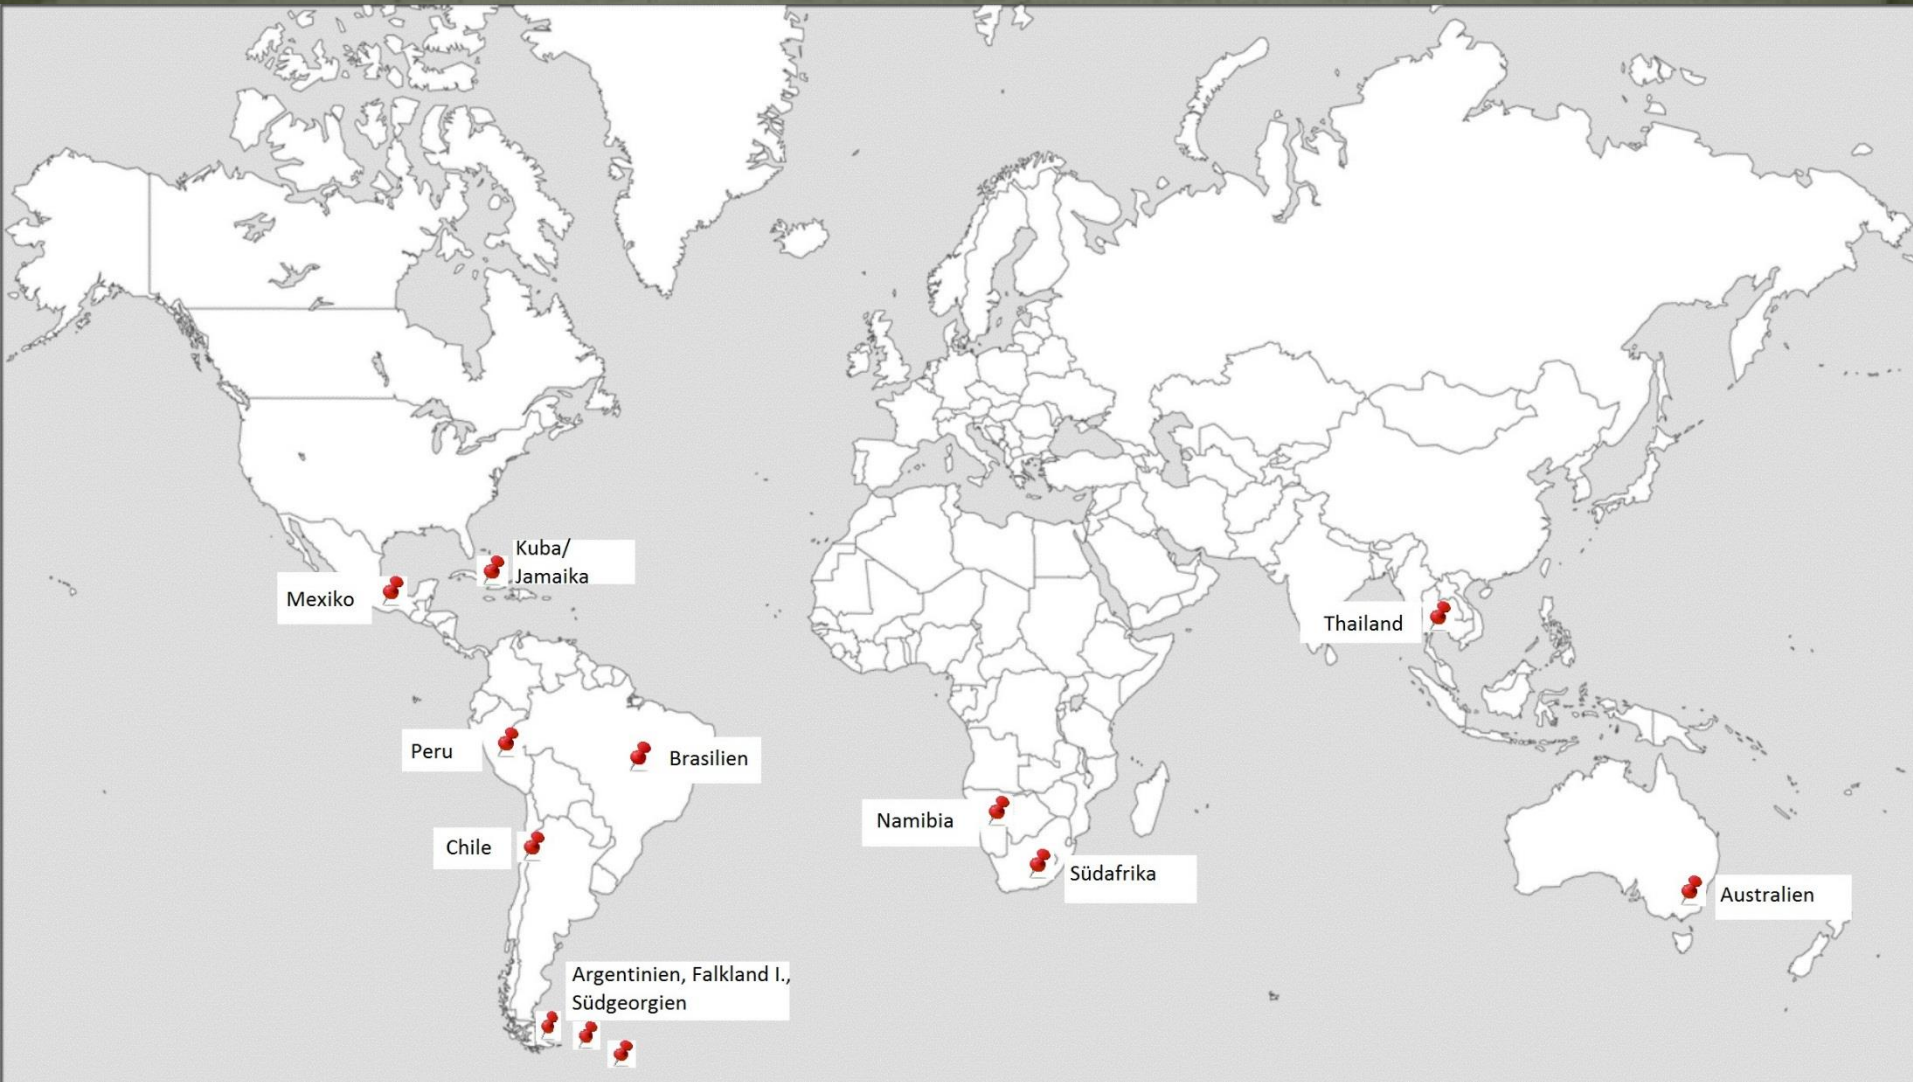 Kuba/
Jamaika
Mexiko
Thailand
Peru
Brasilien
Namibia
Chile
Südafrika
Australien
Argentinien, Falkland I.,
Südgeorgien